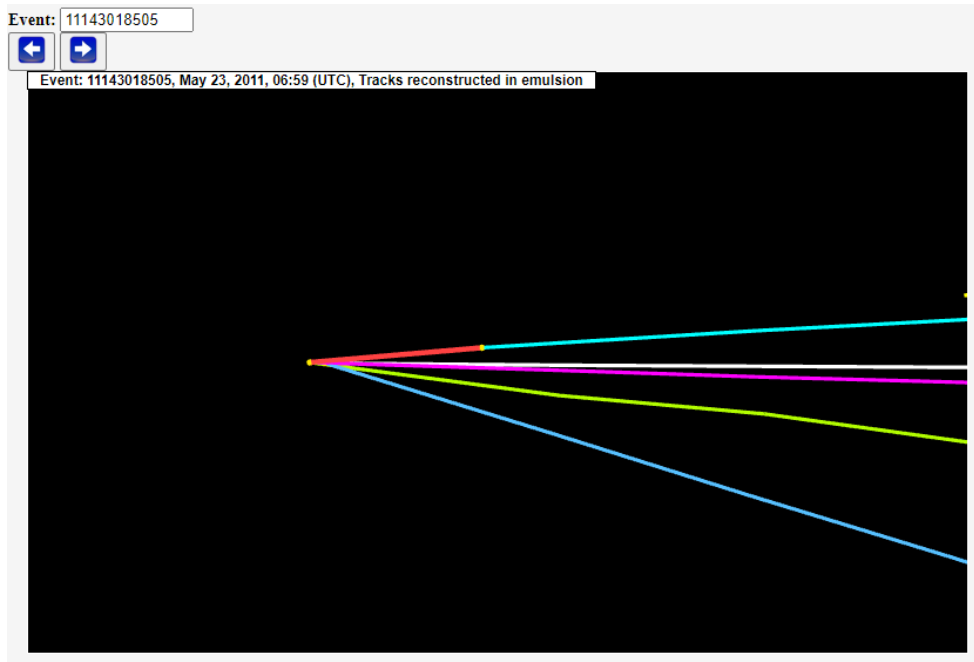 Event: 11143018505
Event: 11143018505, May 23, 2011, 06:59 (UTC), Tracks reconstructed in emulsion